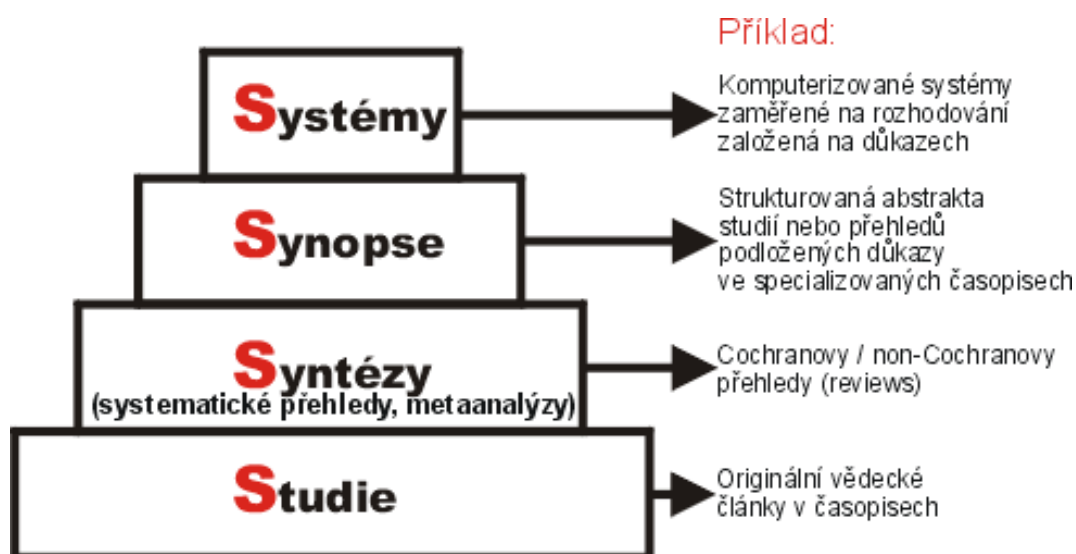 Příklad:
Systémy
Komputerizované systémy
zaměřené na rozhodování
založená na důkazech
Synopse
Strukturovaná abstrakta
studií nebo přehledů
podložených důkazy
ve specializovaných časopisech
Syntézy
(systematické přehledy, metaanalýzy)
Cochranovy / non-Cochranovy
přehledy (reviews)
Studie
Originální vědecké
články v časopisech